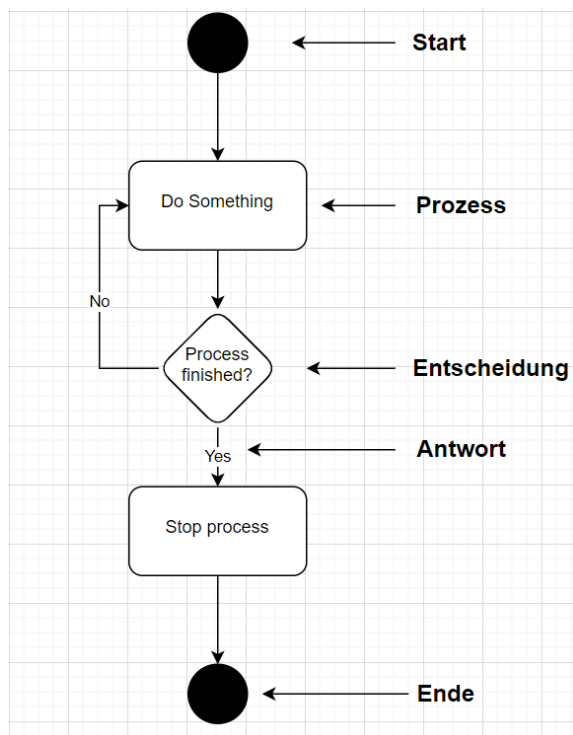 Start
Do Something
Prozess
No
Process
finished?
Entscheidung
Yes
Antwort
Stop process
Ende